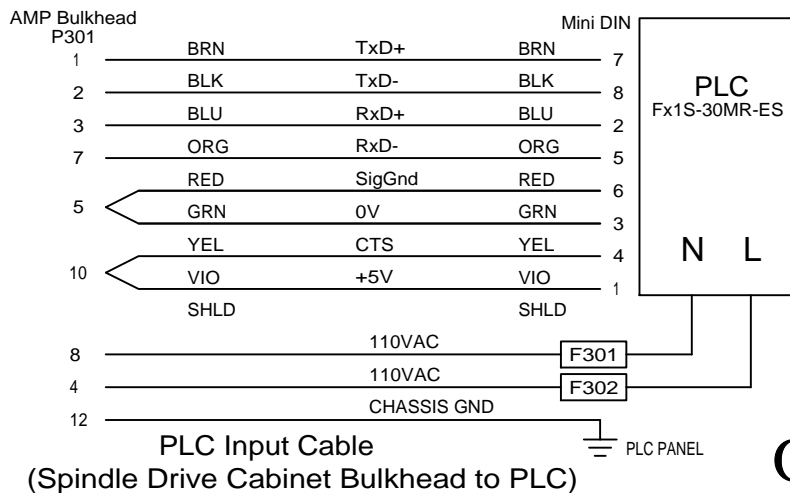 AMP Bulkhead
P301
Mini DIN
1 BRN TxD+ BRN 7
2 BLK TxD- BLK 8
3 BLU RxD+ BLU 2
7 ORG RxD- ORG 5
RED SigGnd RED 6
5
GRN 0V GRN 3
YEL CTS YEL 4
10
VIO +5V VIO 1
SHLD SHLD
PLC
Fx1S-30MR-ES
N L
8 110VAC F301
4 110VAC F302
12 CHASSIS GND
PLC PANEL
PLC Input Cable
(Spindle Drive Cabinet Bulkhead to PLC)